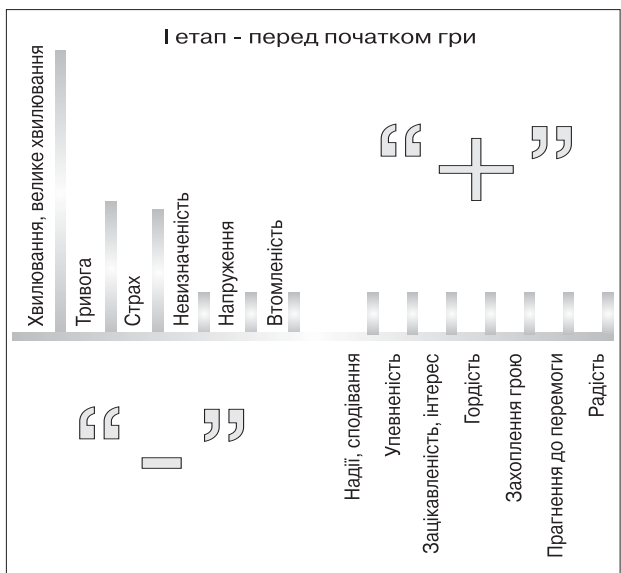 І етап - перед початком гри
Хвилювання, велике хвилювання
Тривога
Страх
Невизначеність
Напруження
Втомленість
“ + ”
“ – ”
Надії, сподівання
Упевненість
Зацікавленість, інтерес
Гордість
Захоплення грою
Прагнення до перемоги
Радість